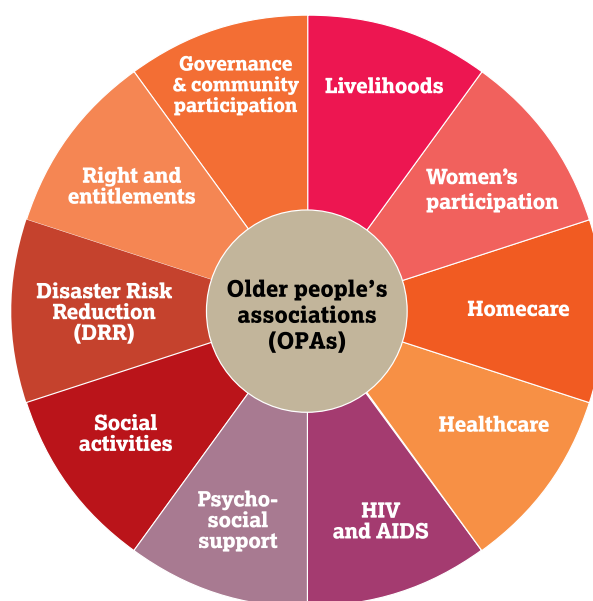 Governance
& community
participation
Livelihoods
Women's
participation
Homecare
Healthcare
HIV
and AIDS
Psycho-
social
support
Social
activities
Disaster Risk
Reduction
(DRR)
Right and
entitlements
Older people's
associations
(OPAs)